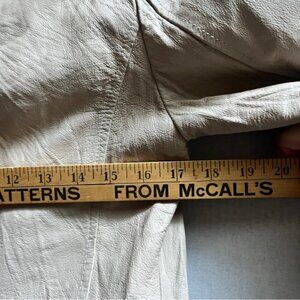 12 13 14 15 16 17 18 19 20
ATTERNS FROM McCALL'S